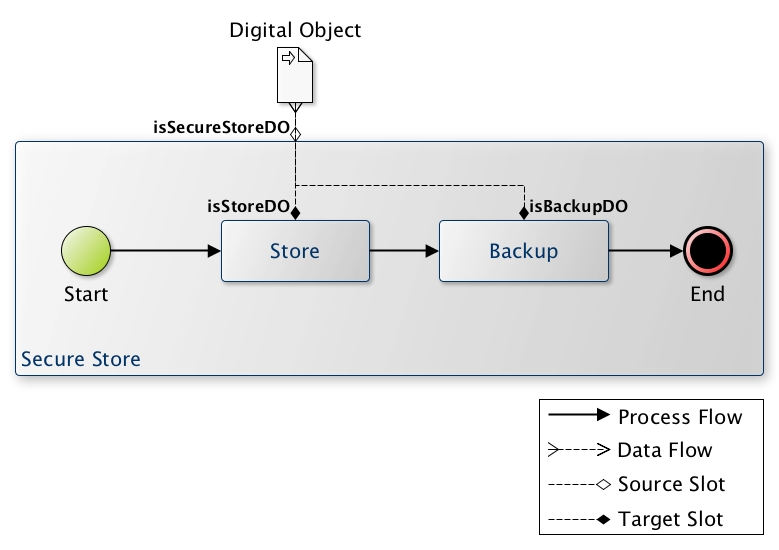 Digital Object
isSecureStoreDO
isStoreDO
isBackupDO
Store
Backup
Start
End
Secure Store
Process Flow
Data Flow
Source Slot
Target Slot